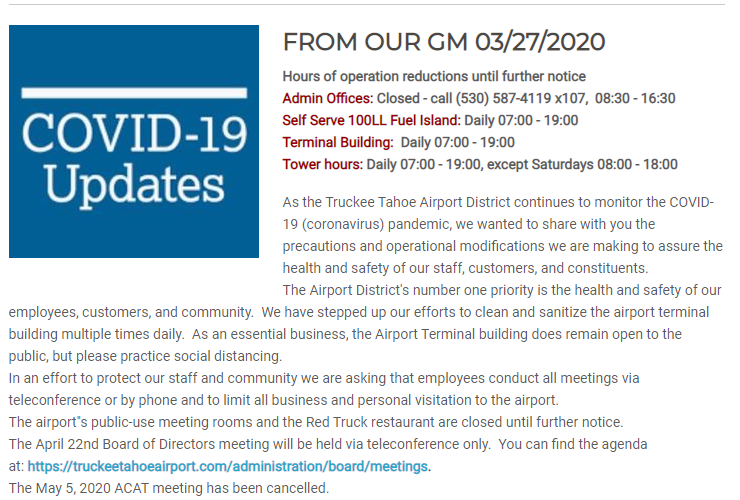 COVID-19
Updates
FROM OUR GM 03/27/2020
Hours of operation reductions until further notice
Admin Offices: Closed - call (530) 587-4119 x107,  08:30 - 16:30
Self Serve 100LL Fuel Island: Daily 07:00 - 19:00
Terminal Building:  Daily 07:00 - 19:00
Tower hours: Daily 07:00 - 19:00, except Saturdays 08:00 - 18:00
As the Truckee Tahoe Airport District continues to monitor the COVID-
19 (coronavirus) pandemic, we wanted to share with you the
precautions and operational modifications we are making to assure the
health and safety of our staff, customers, and constituents.
The Airport District's number one priority is the health and safety of our
employees, customers, and community.  We have stepped up our efforts to clean and sanitize the airport terminal
building multiple times daily.  As an essential business, the Airport Terminal building does remain open to the
public, but please practice social distancing.
In an effort to protect our staff and community we are asking that employees conduct all meetings via
teleconference or by phone and to limit all business and personal visitation to the airport.
The airport"s public-use meeting rooms and the Red Truck restaurant are closed until further notice.
The April 22nd Board of Directors meeting will be held via teleconference only.  You can find the agenda
at: https://truckeetahoeairport.com/administration/board/meetings.
The May 5, 2020 ACAT meeting has been cancelled.